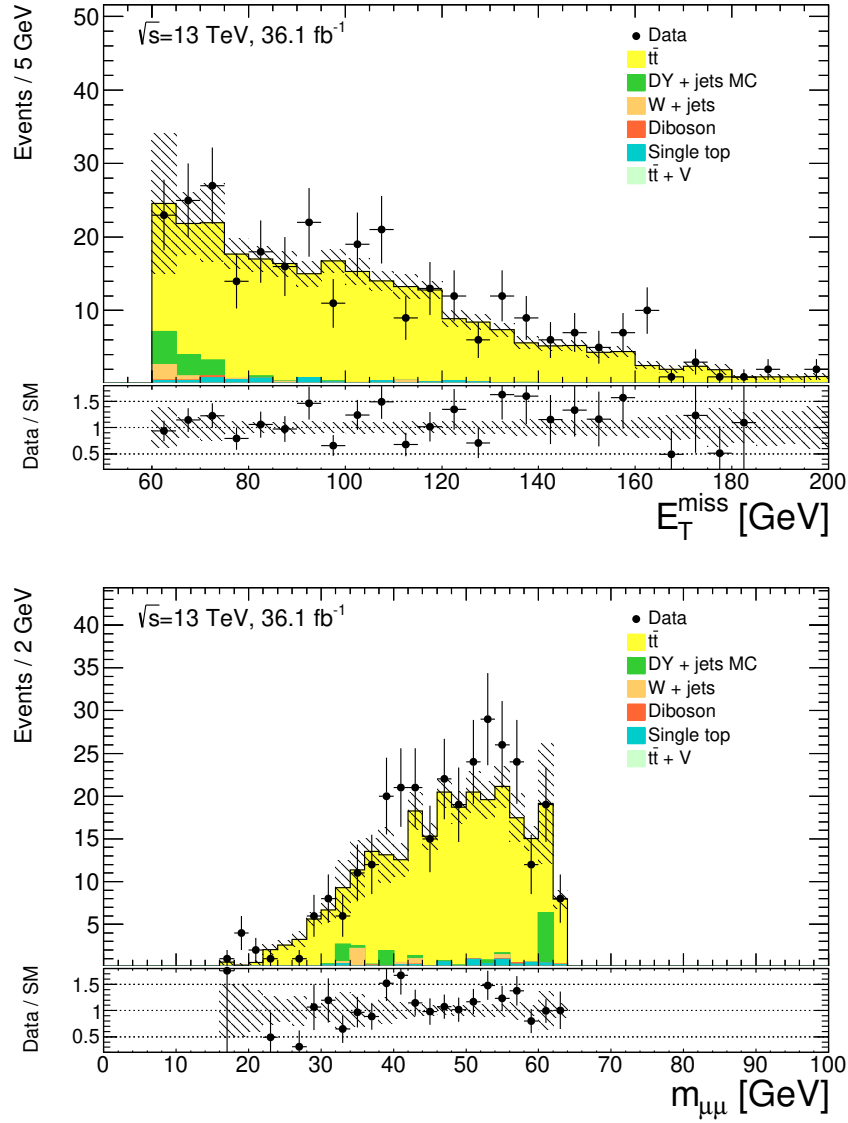 Events / 5 GeV
50
40
30
20
10
√s=13 TeV, 36.1 fb⁻¹
Data
tt̄
DY + jets MC
W + jets
Diboson
Single top
tt̄ + V
Data / SM
1.5
1
0.5
60 80 100 120 140 160 180 200
E_T^miss [GeV]
Events / 2 GeV
40
35
30
25
20
15
10
5
√s=13 TeV, 36.1 fb⁻¹
Data
tt̄
DY + jets MC
W + jets
Diboson
Single top
tt̄ + V
Data / SM
1.5
1
0.5
0 10 20 30 40 50 60 70 80 90 100
m_μμ [GeV]